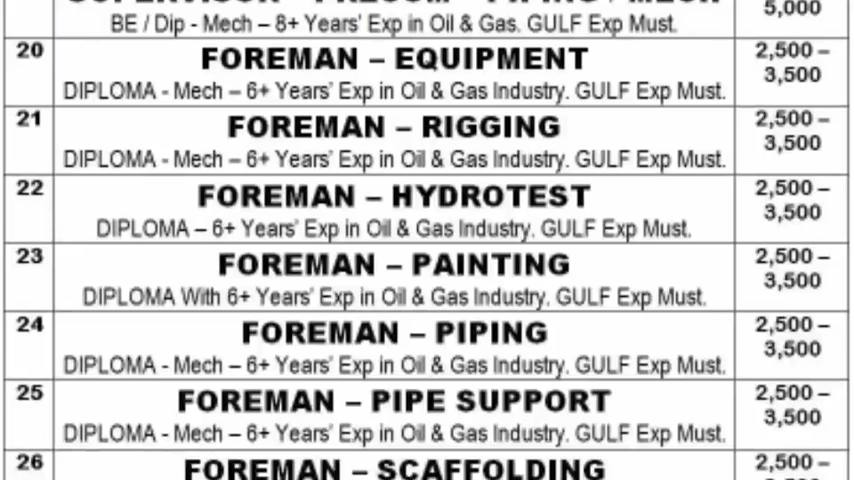 5,000
BE / Dip - Mech – 8+ Years' Exp in Oil & Gas. GULF Exp Must.
20
FOREMAN – EQUIPMENT
2,500 –
3,500
DIPLOMA - Mech – 6+ Years' Exp in Oil & Gas Industry. GULF Exp Must.
21
FOREMAN – RIGGING
2,500 –
3,500
DIPLOMA - Mech – 6+ Years' Exp in Oil & Gas Industry. GULF Exp Must.
22
FOREMAN – HYDROTEST
2,500 –
3,500
DIPLOMA – 6+ Years' Exp in Oil & Gas Industry. GULF Exp Must.
23
FOREMAN – PAINTING
2,500 –
3,500
DIPLOMA With 6+ Years' Exp in Oil & Gas Industry. GULF Exp Must.
24
FOREMAN – PIPING
2,500 –
3,500
DIPLOMA - Mech – 6+ Years' Exp in Oil & Gas Industry. GULF Exp Must.
25
FOREMAN – PIPE SUPPORT
2,500 –
3,500
DIPLOMA - Mech – 6+ Years' Exp in Oil & Gas Industry. GULF Exp Must.
26
FOREMAN – SCAFFOLDING
2,500 –